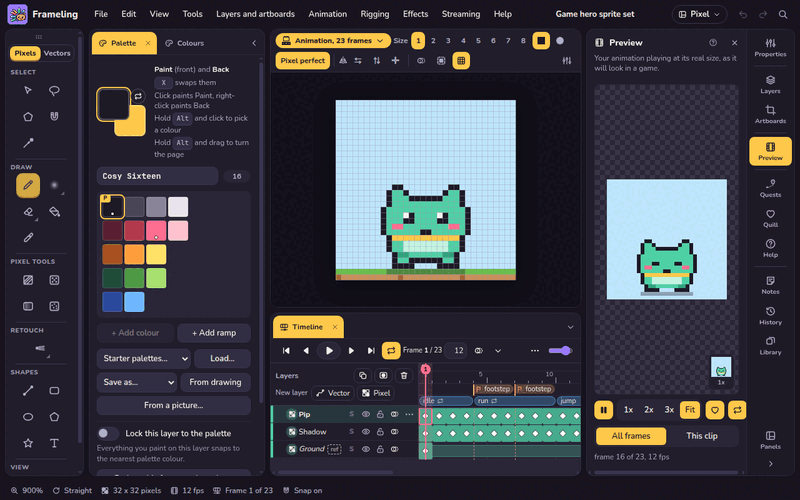 Frameling
File Edit View Tools Layers and artboards Animation Rigging Effects Streaming Help
Game hero sprite set
Pixel
Pixels Vectors
SELECT
DRAW
PIXEL TOOLS
RETOUCH
SHAPES
VIEW
Palette
Colours
Paint (front) and Back
X swaps them
Click paints Paint, right-
click paints Back
Hold Alt and click to pick
a colour
Hold Alt and drag to turn
the page
Cosy Sixteen 16
P
+ Add colour + Add ramp
Starter palettes... Load...
Save as... From drawing
From a picture...
Lock this layer to the palette
Everything you paint on this layer snaps to
the nearest palette colour.
Animation, 23 frames Size 1 2 3 4 5 6 7 8
Pixel perfect
Timeline
Frame 1 / 23 12
Layers
New layer Vector Pixel
1 5 10
footstep footstep
idle run jump
Pip S
Shadow S
Ground ref S
Preview
Your animation playing at its real size, as it
will look in a game.
1x
1x 2x 3x Fit
All frames This clip
frame 16 of 23, 12 fps
Properties
Layers
Artboards
Preview
Quests
Quill
Help
Notes
History
Library
Panels
900% Straight 32 x 32 pixels 12 fps Frame 1 of 23 Snap on